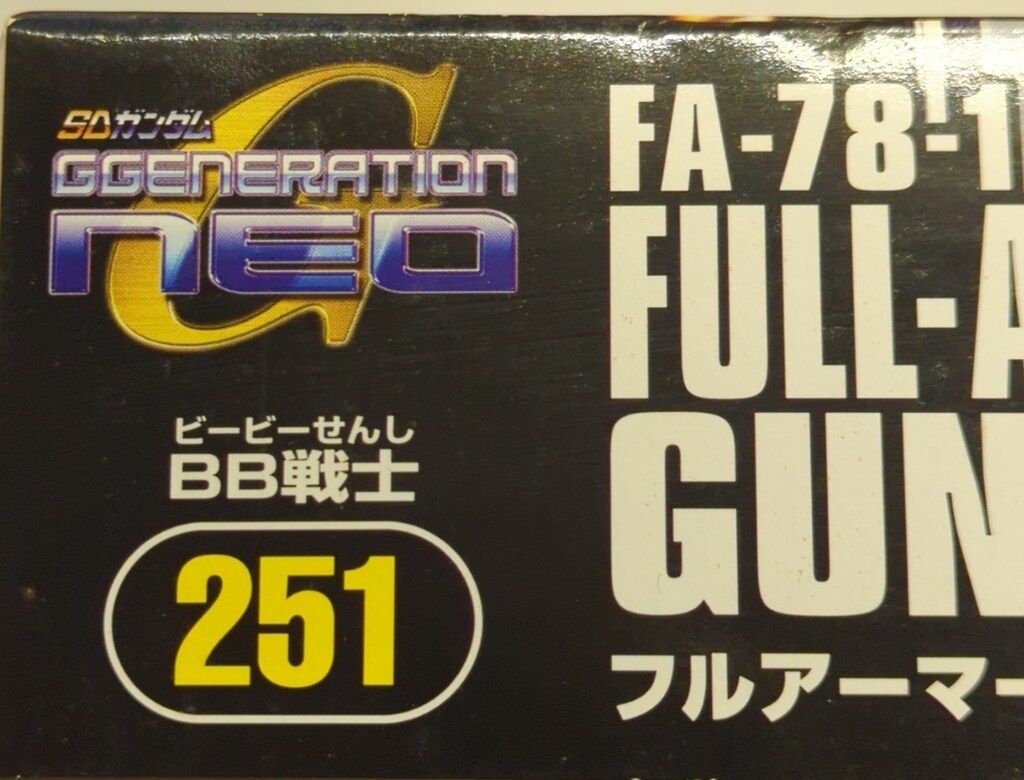 SDガンダム
GGENERATION
NEO
ビービーせんし
BB戦士
251
FA-78-1
FULL-A
GUN
フルアーマー